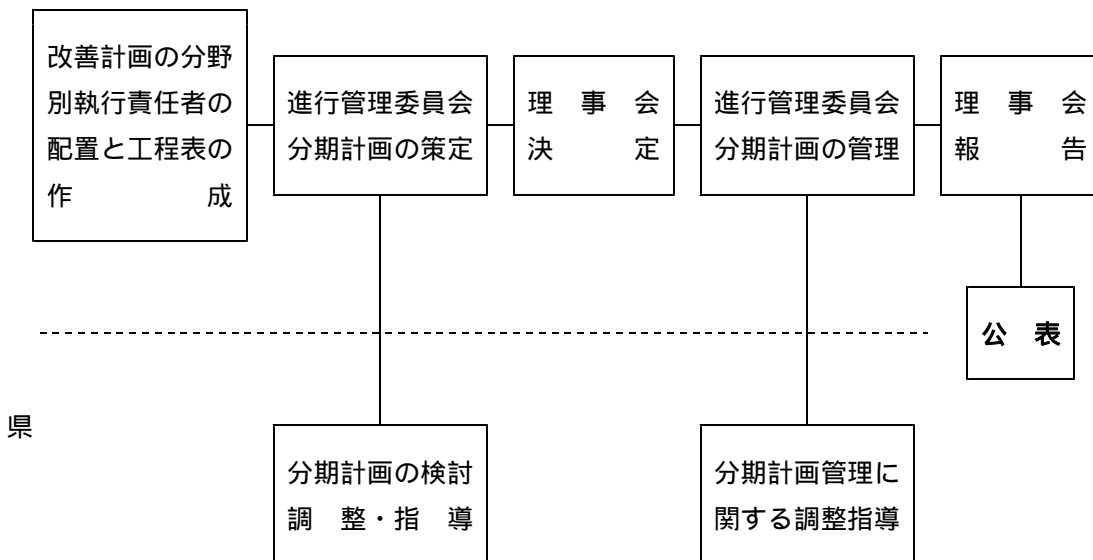 改善計画の分野
別執行責任者の
配置と工程表の
作成
進行管理委員会
分期計画の策定
理事会
決定
進行管理委員会
分期計画の管理
理事会
報告
公表
県
分期計画の検討
調整・指導
分期計画管理に
関する調整指導